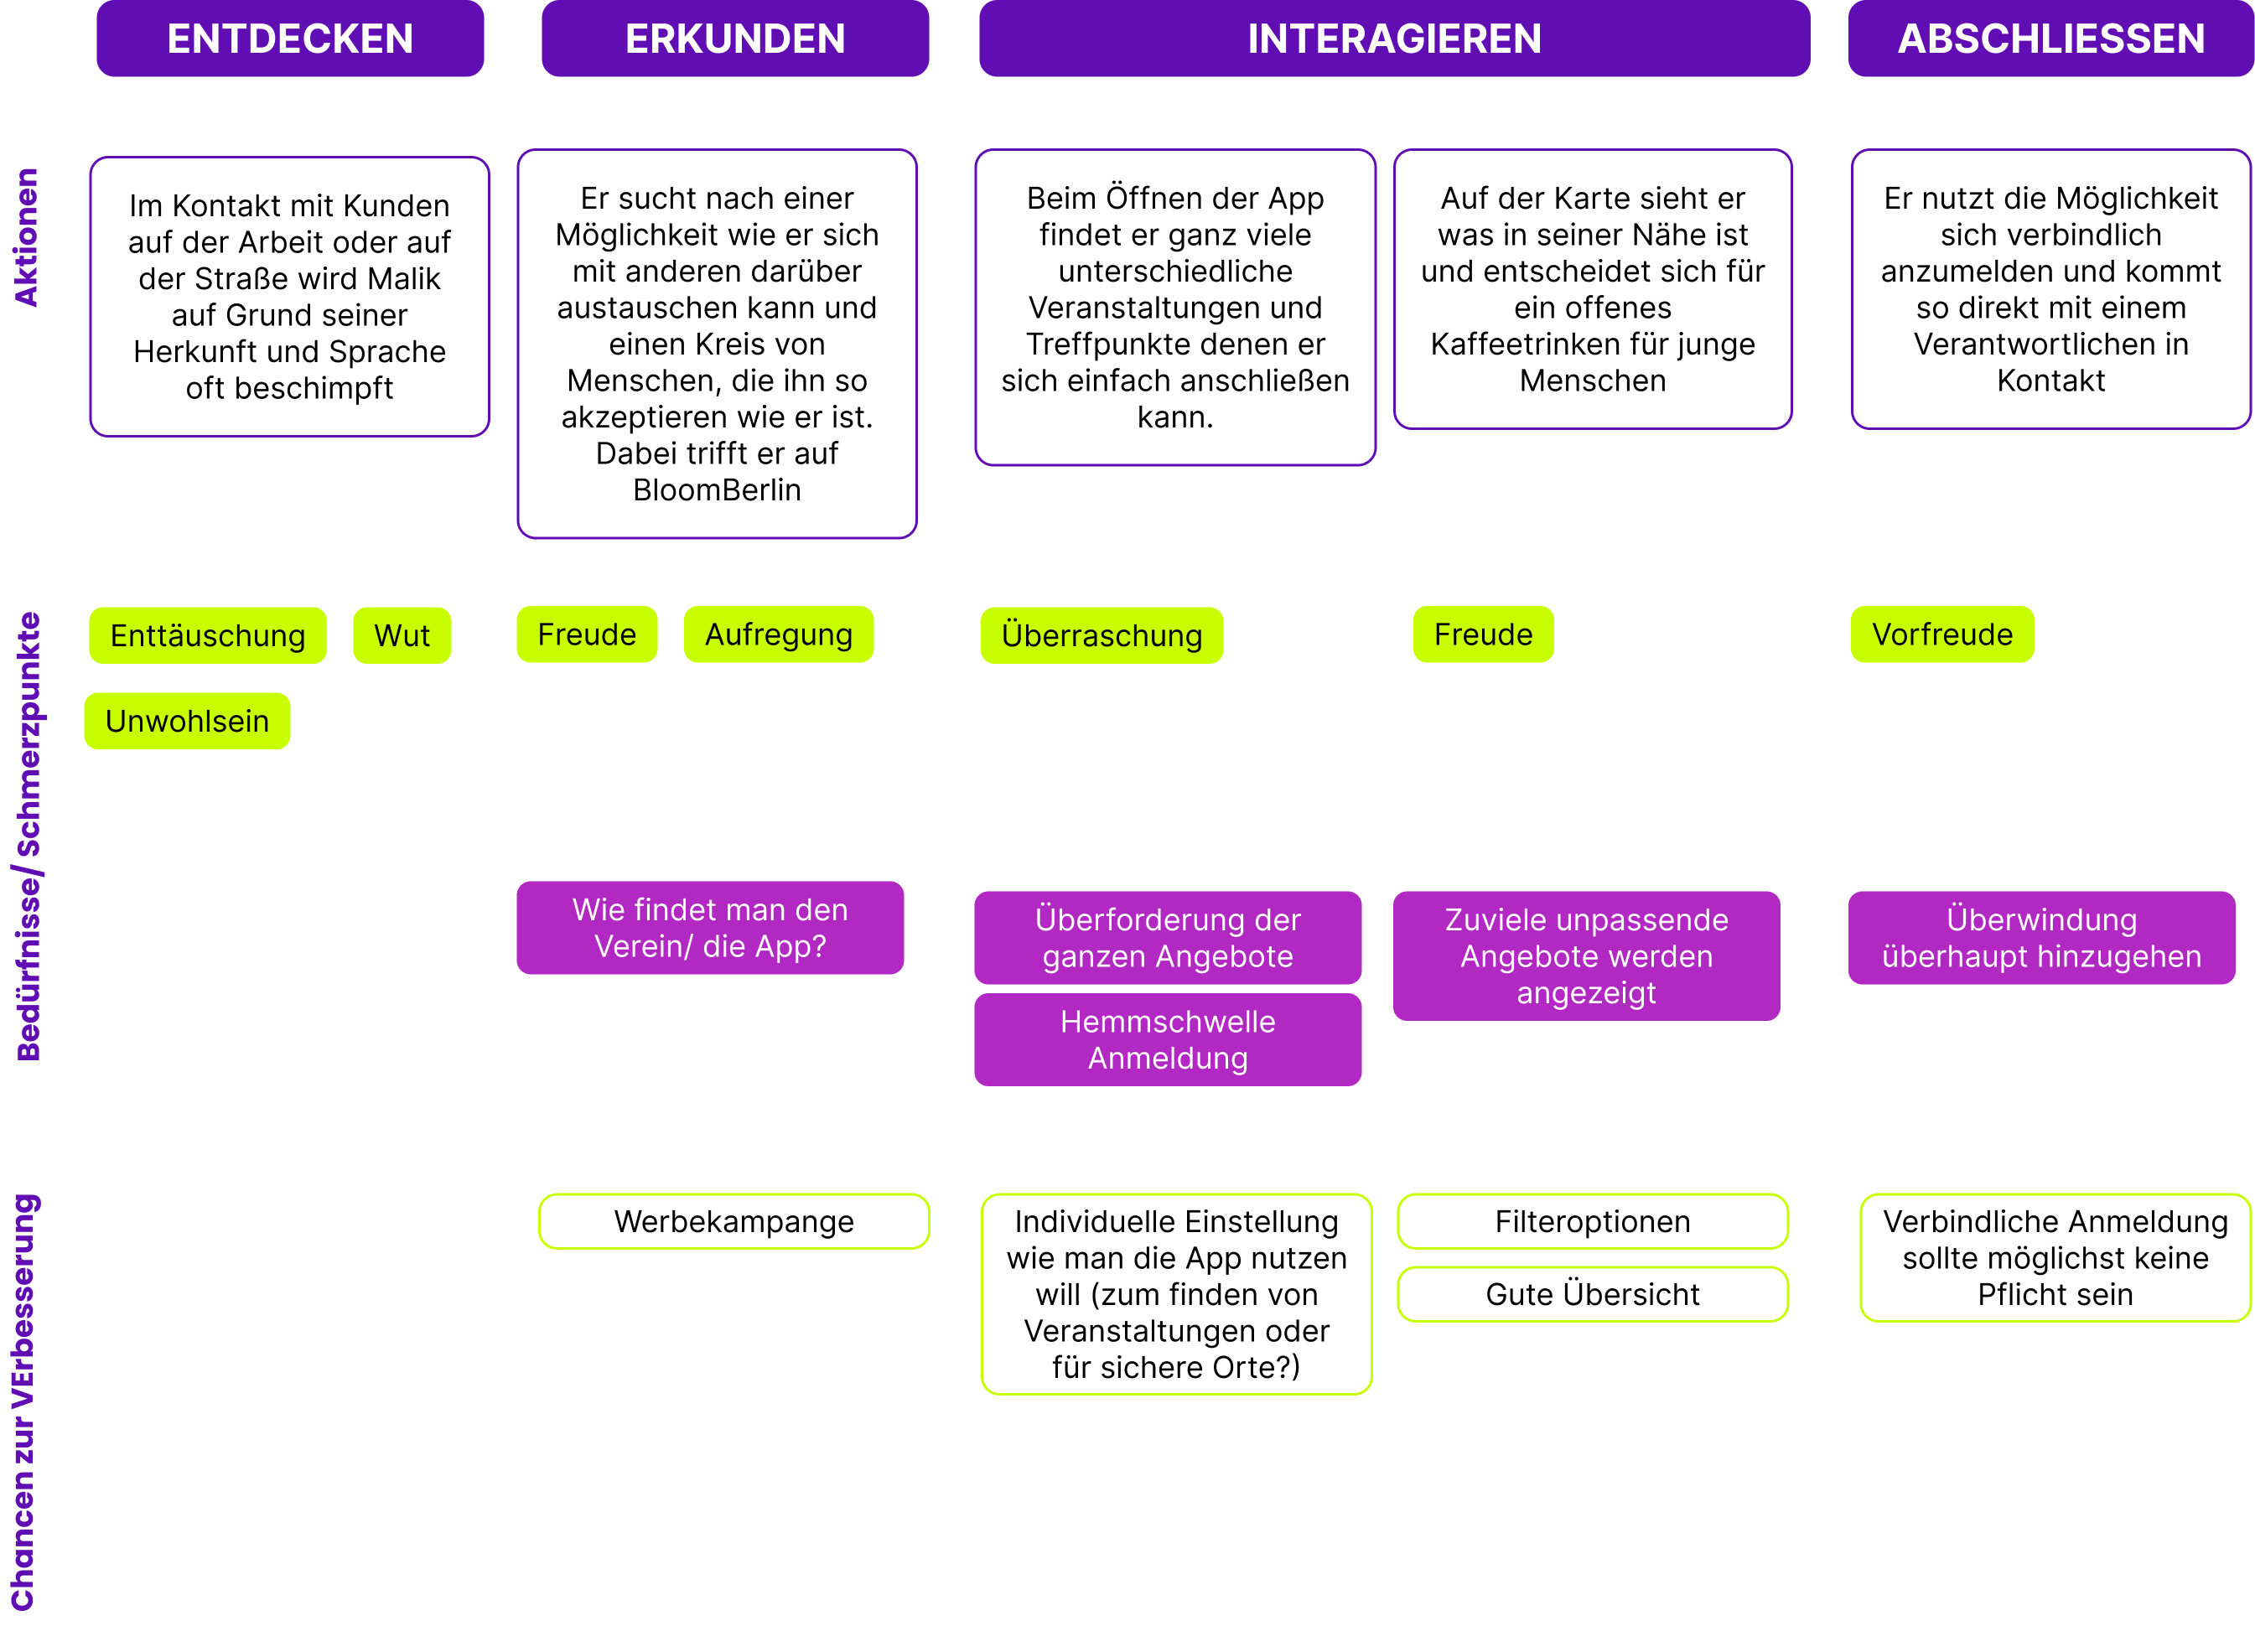 ENTDECKEN
ERKUNDEN
INTERAGIEREN
ABSCHLIESSEN
Aktionen
Im Kontakt mit Kunden
auf der Arbeit oder auf
der Straße wird Malik
auf Grund seiner
Herkunft und Sprache
oft beschimpft
Er sucht nach einer
Möglichkeit wie er sich
mit anderen darüber
austauschen kann und
einen Kreis von
Menschen, die ihn so
akzeptieren wie er ist.
Dabei trifft er auf
BloomBerlin
Beim Öffnen der App
findet er ganz viele
unterschiedliche
Veranstaltungen und
Treffpunkte denen er
sich einfach anschließen
kann.
Auf der Karte sieht er
was in seiner Nähe ist
und entscheidet sich für
ein offenes
Kaffeetrinken für junge
Menschen
Er nutzt die Möglichkeit
sich verbindlich
anzumelden und kommt
so direkt mit einem
Verantwortlichen in
Kontakt
Bedürfnisse/ Schmerzpunkte
Enttäuschung
Wut
Unwohlsein
Freude
Aufregung
Überraschung
Freude
Vorfreude
Wie findet man den
Verein/ die App?
Überforderung der
ganzen Angebote
Hemmschwelle
Anmeldung
Zuviele unpassende
Angebote werden
angezeigt
Überwindung
überhaupt hinzugehen
Chancen zur VErbesserung
Werbekampange
Individuelle Einstellung
wie man die App nutzen
will (zum finden von
Veranstaltungen oder
für sichere Orte?)
Filteroptionen
Gute Übersicht
Verbindliche Anmeldung
sollte möglichst keine
Pflicht sein